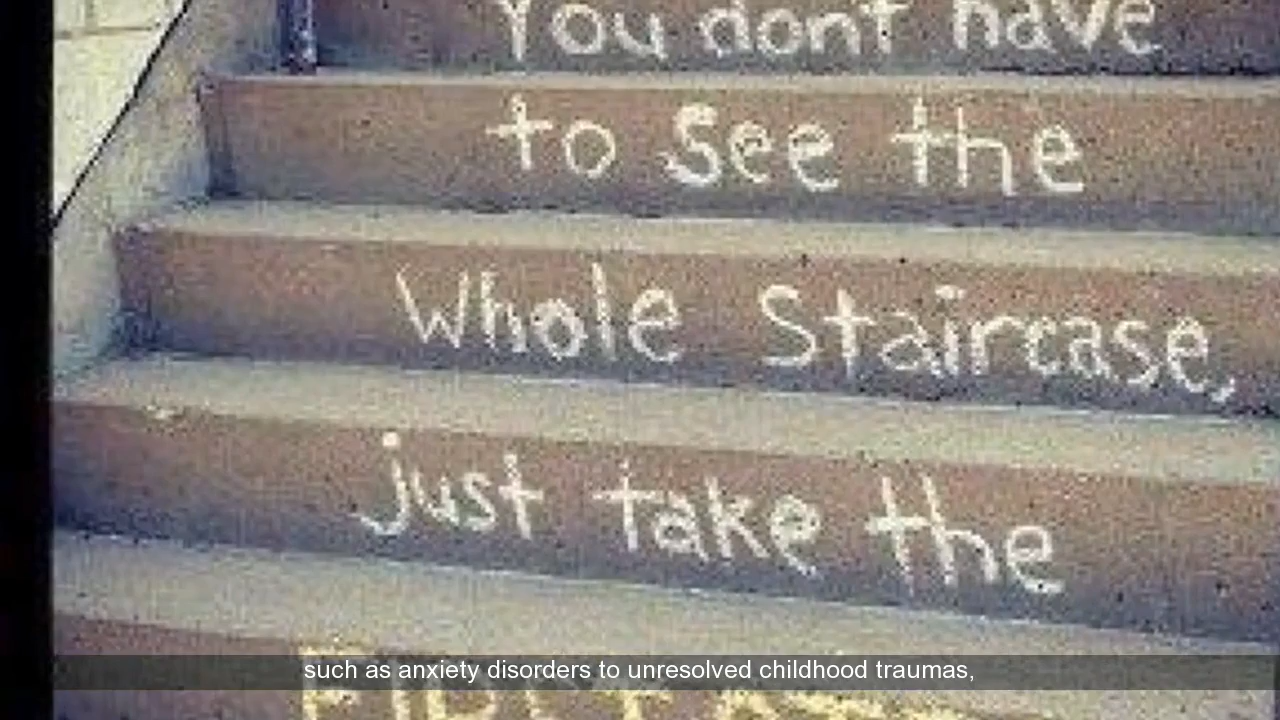 You dont have
to see the
Whole Staircase,
just take the
such as anxiety disorders to unresolved childhood traumas,